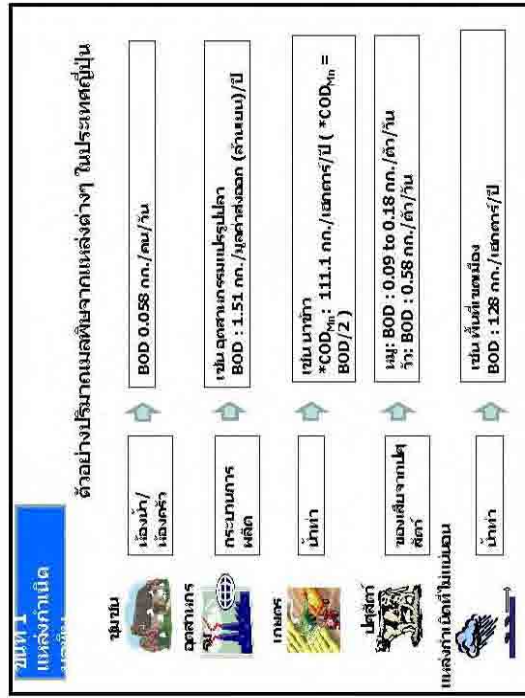 ขั้นที่ 1
แหล่งกำเนิด
มลพิษ
ตัวอย่างปริมาณมลพิษจากแหล่งต่างๆ ในประเทศญี่ปุ่น
ชุมชน
ห้องน้ำ/
ห้องครัว
BOD 0.058 กก./คน/วัน
อุตสาหกร
รม
กระบวนการ
ผลิต
เช่น อุตสาหกรรมแปรรูปปลา
BOD : 1.51 กก./มูลค่าส่งออก (ล้านเยน)/ปี
เกษตร
น้ำท่า
เช่น นาข้าว
*COD Mn: 111.1 กก./เฮกตาร์/ปี ( *COD Mn =
BOD/2 )
ปศุสัตว์
ของเสียจากปศุ
สัตว์
หมู: BOD : 0.09 to 0.18 กก./ตัว/วัน
วัว: BOD : 0.58 กก./ตัว/วัน
แหล่งกำเนิดที่ไม่แน่นอน
น้ำท่า
เช่น พื้นที่เขตเมือง
BOD : 128 กก./เฮกตาร์/ปี